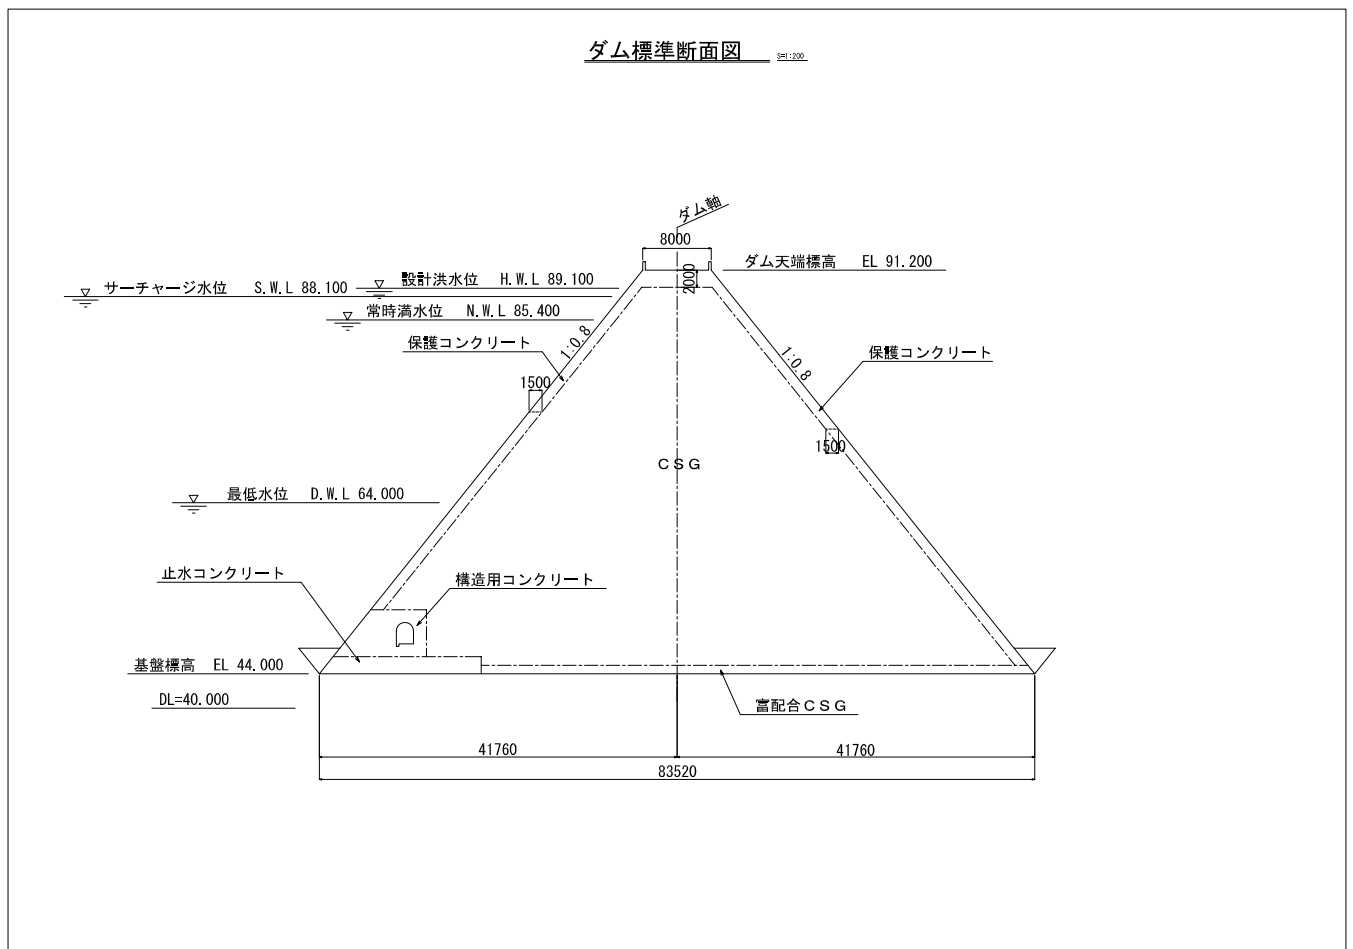 ダム標準断面図 S=1:200
ダム軸
8000
ダム天端標高 EL 91.200
2000
設計洪水位 H.W.L 89.100
サーチャージ水位 S.W.L 88.100
常時満水位 N.W.L 85.400
保護コンクリート
1:0.8
1:0.8
保護コンクリート
1500
1500
CSG
最低水位 D.W.L 64.000
止水コンクリート
構造用コンクリート
基盤標高 EL 44.000
DL=40.000
富配合CSG
41760
41760
83520